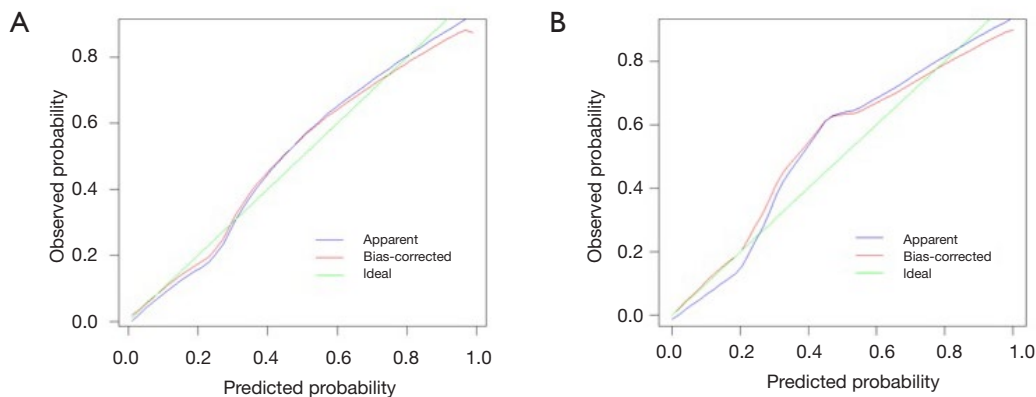 A
Observed probability
0.8
0.6
0.4
0.2
0.0
Apparent
Bias-corrected
Ideal
0.0 0.2 0.4 0.6 0.8 1.0
Predicted probability
B
Observed probability
0.8
0.6
0.4
0.2
0.0
Apparent
Bias-corrected
Ideal
0.0 0.2 0.4 0.6 0.8 1.0
Predicted probability